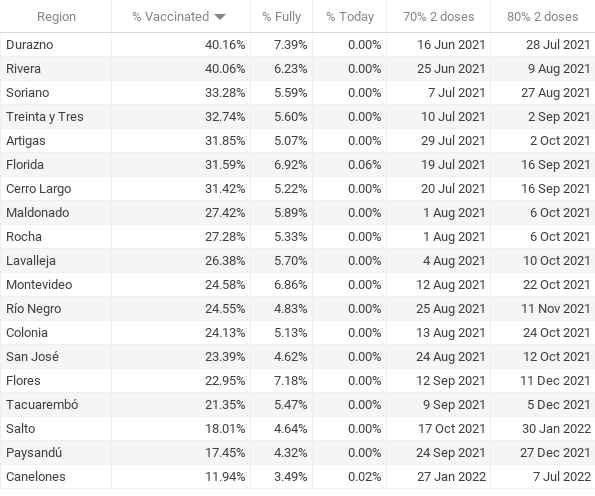 Region % Vaccinated % Fully % Today 70% 2 doses 80% 2 doses
Durazno 40.16% 7.39% 0.00% 16 Jun 2021 28 Jul 2021
Rivera 40.06% 6.23% 0.00% 25 Jun 2021 9 Aug 2021
Soriano 33.28% 5.59% 0.00% 7 Jul 2021 27 Aug 2021
Treinta y Tres 32.74% 5.60% 0.00% 10 Jul 2021 2 Sep 2021
Artigas 31.85% 5.07% 0.00% 29 Jul 2021 2 Oct 2021
Florida 31.59% 6.92% 0.06% 19 Jul 2021 16 Sep 2021
Cerro Largo 31.42% 5.22% 0.00% 20 Jul 2021 16 Sep 2021
Maldonado 27.42% 5.89% 0.00% 1 Aug 2021 6 Oct 2021
Rocha 27.28% 5.33% 0.00% 1 Aug 2021 6 Oct 2021
Lavalleja 26.38% 5.70% 0.00% 4 Aug 2021 10 Oct 2021
Montevideo 24.58% 6.86% 0.00% 12 Aug 2021 22 Oct 2021
Río Negro 24.55% 4.83% 0.00% 25 Aug 2021 11 Nov 2021
Colonia 24.13% 5.13% 0.00% 13 Aug 2021 24 Oct 2021
San José 23.39% 4.62% 0.00% 24 Aug 2021 12 Oct 2021
Flores 22.95% 7.18% 0.00% 12 Sep 2021 11 Dec 2021
Tacuarembó 21.35% 5.47% 0.00% 9 Sep 2021 5 Dec 2021
Salto 18.01% 4.64% 0.00% 17 Oct 2021 30 Jan 2022
Paysandú 17.45% 4.32% 0.00% 24 Sep 2021 27 Dec 2021
Canelones 11.94% 3.49% 0.02% 27 Jan 2022 7 Jul 2022